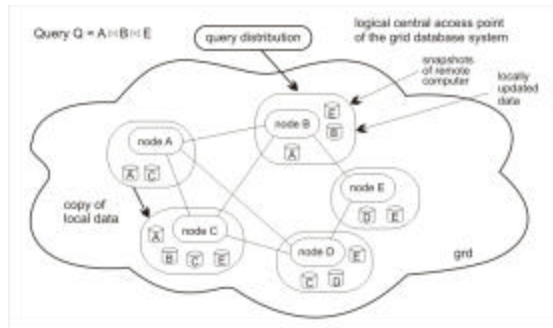 Query Q = A⋈B⋈E
query distribution
logical central access point
of the grid database system
snapshots
of remote
computer
locally
updated
data
node B
E
B
A
node A
A
C
copy of
local data
node E
D
E
node C
A
B
C
E
node D
E
C
D
grd